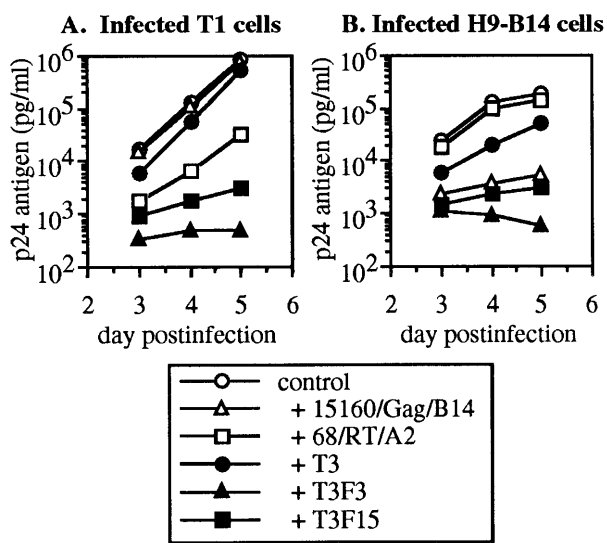 A. Infected T1 cells
B. Infected H9-B14 cells
p24 antigen (pg/ml)
10^6
10^5
10^4
10^3
10^2
2 3 4 5 6
day postinfection
p24 antigen (pg/ml)
10^6
10^5
10^4
10^3
10^2
2 3 4 5 6
day postinfection
control
+ 15160/Gag/B14
+ 68/RT/A2
+ T3
+ T3F3
+ T3F15